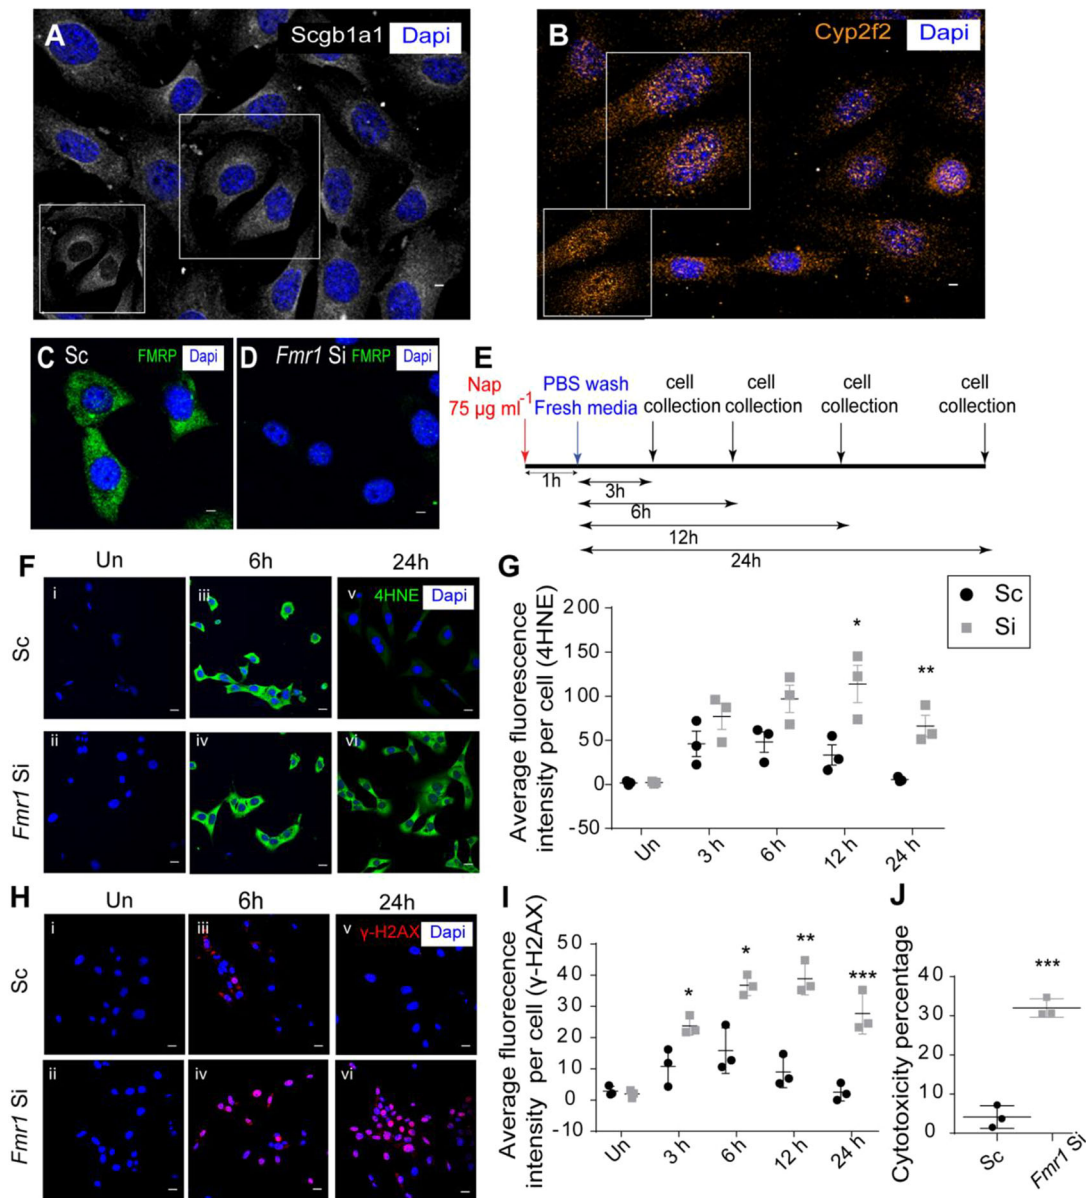 A Scgb1a1 Dapi
B Cyp2f2 Dapi
C Sc FMRP Dapi
D Fmr1 Si FMRP Dapi
E
Nap
75 µg ml-1
PBS wash
Fresh media
cell
collection
cell
collection
cell
collection
cell
collection
1h
3h
6h
12h
24h
F
Un 6h 24h
Sc
i iii v 4HNE Dapi
Fmr1 Si
ii iv vi
G
Average fluorescence
intensity per cell (4HNE)
200
150
100
50
0
-50
* **
Un 3 h 6 h 12 h 24 h
Sc
Si
H
Un 6h 24h
Sc
i iii v γ-H2AX Dapi
Fmr1 Si
ii iv vi
I
Average fluorecence
intensity per cell (γ-H2AX)
50
40
30
20
10
0
-10
* * ** ***
Un 3 h 6 h 12 h 24 h
J
Cytotoxicity percentage
40
30
20
10
0
***
Sc Fmr1 Si